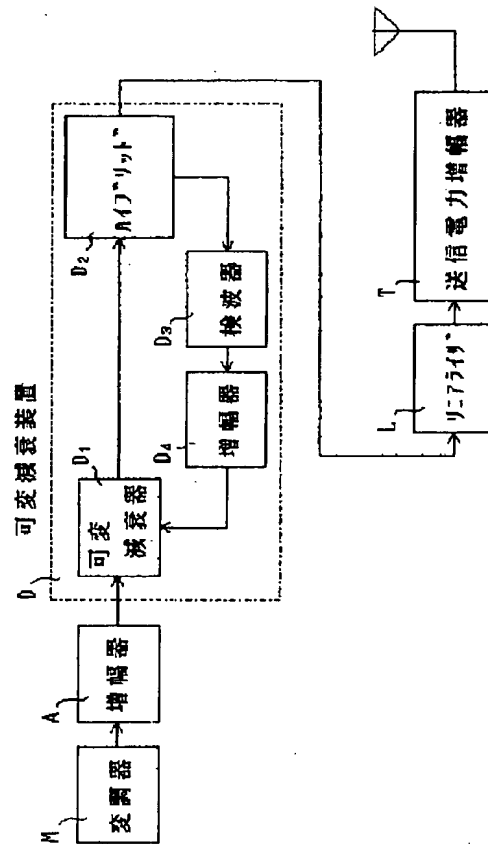 M
変調器
A
増幅器
D
可変減衰装置
D1
可変
減衰器
D2
ハイブリッド
D3
検波器
D4
増幅器
L
リニアライザ
T
送信電力増幅器